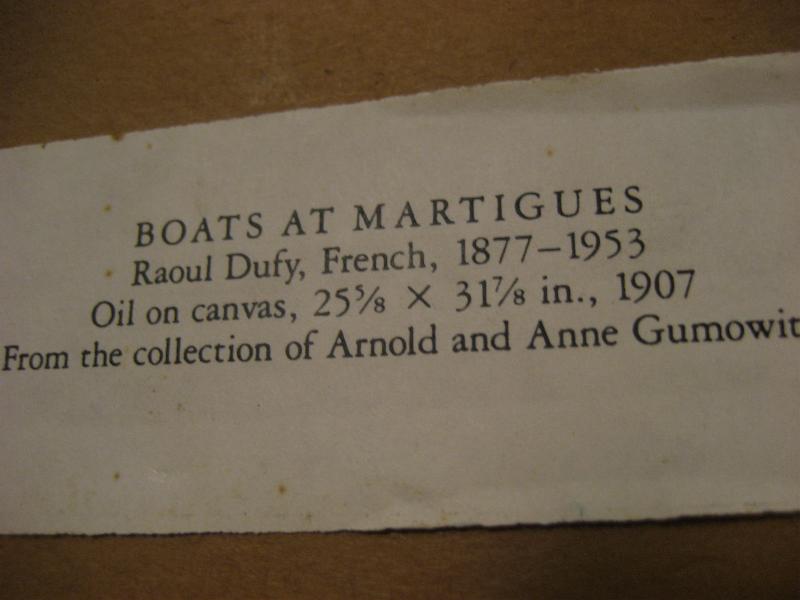 BOATS AT MARTIGUES
Raoul Dufy, French, 1877–1953
Oil on canvas, 25⅝ × 31⅞ in., 1907
From the collection of Arnold and Anne Gumowit